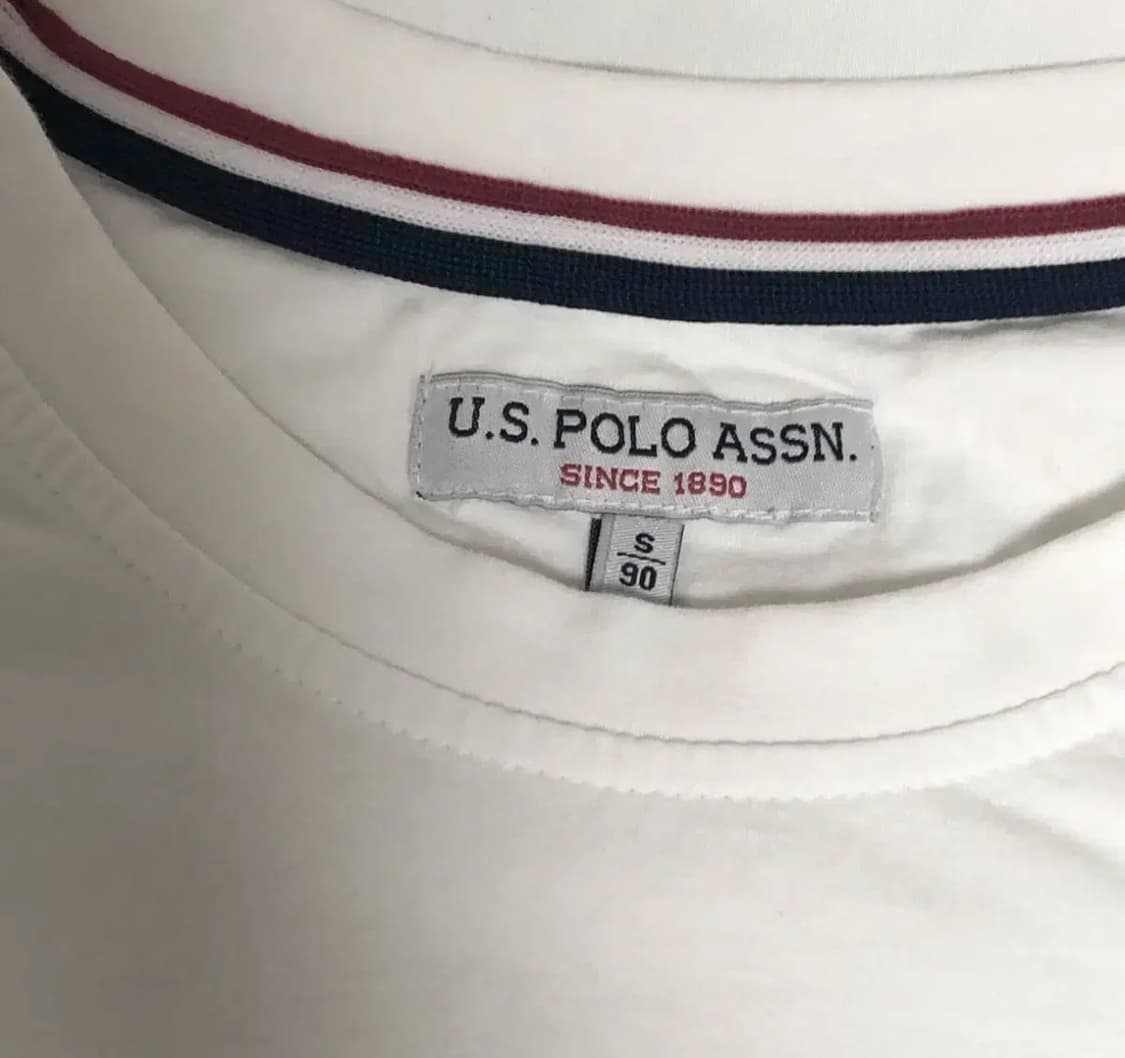 U.S. POLO ASSN.
SINCE 1890
S
90